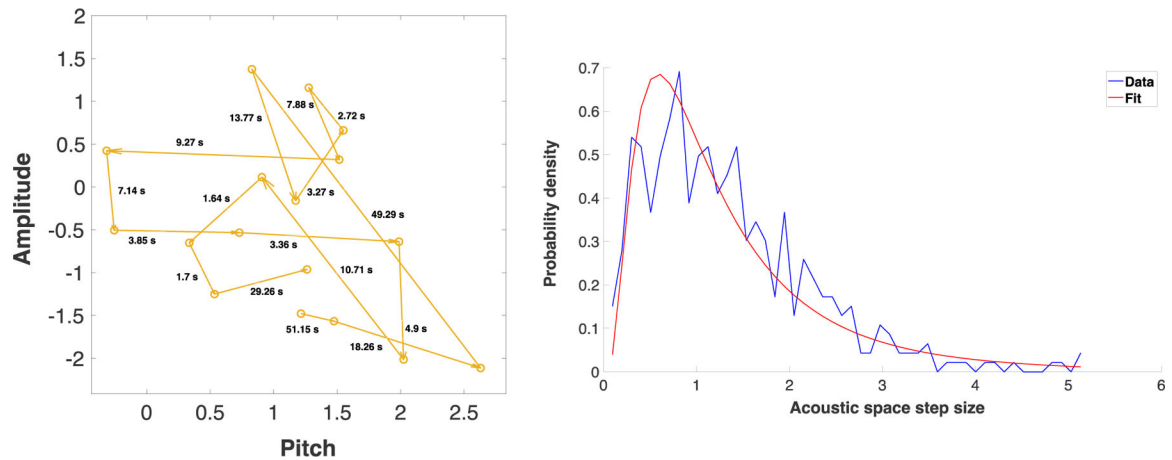 2
1.5
1
0.5
0
-0.5
-1
-1.5
-2
Amplitude
0
0.5
1
1.5
2
2.5
Pitch
7.88 s
13.77 s
2.72 s
9.27 s
7.14 s
1.64 s
3.27 s
49.29 s
3.85 s
3.36 s
1.7 s
10.71 s
29.26 s
51.15 s
4.9 s
18.26 s
0.7
0.6
0.5
0.4
0.3
0.2
0.1
0
Probability density
0
1
2
3
4
5
6
Acoustic space step size
Data
Fit